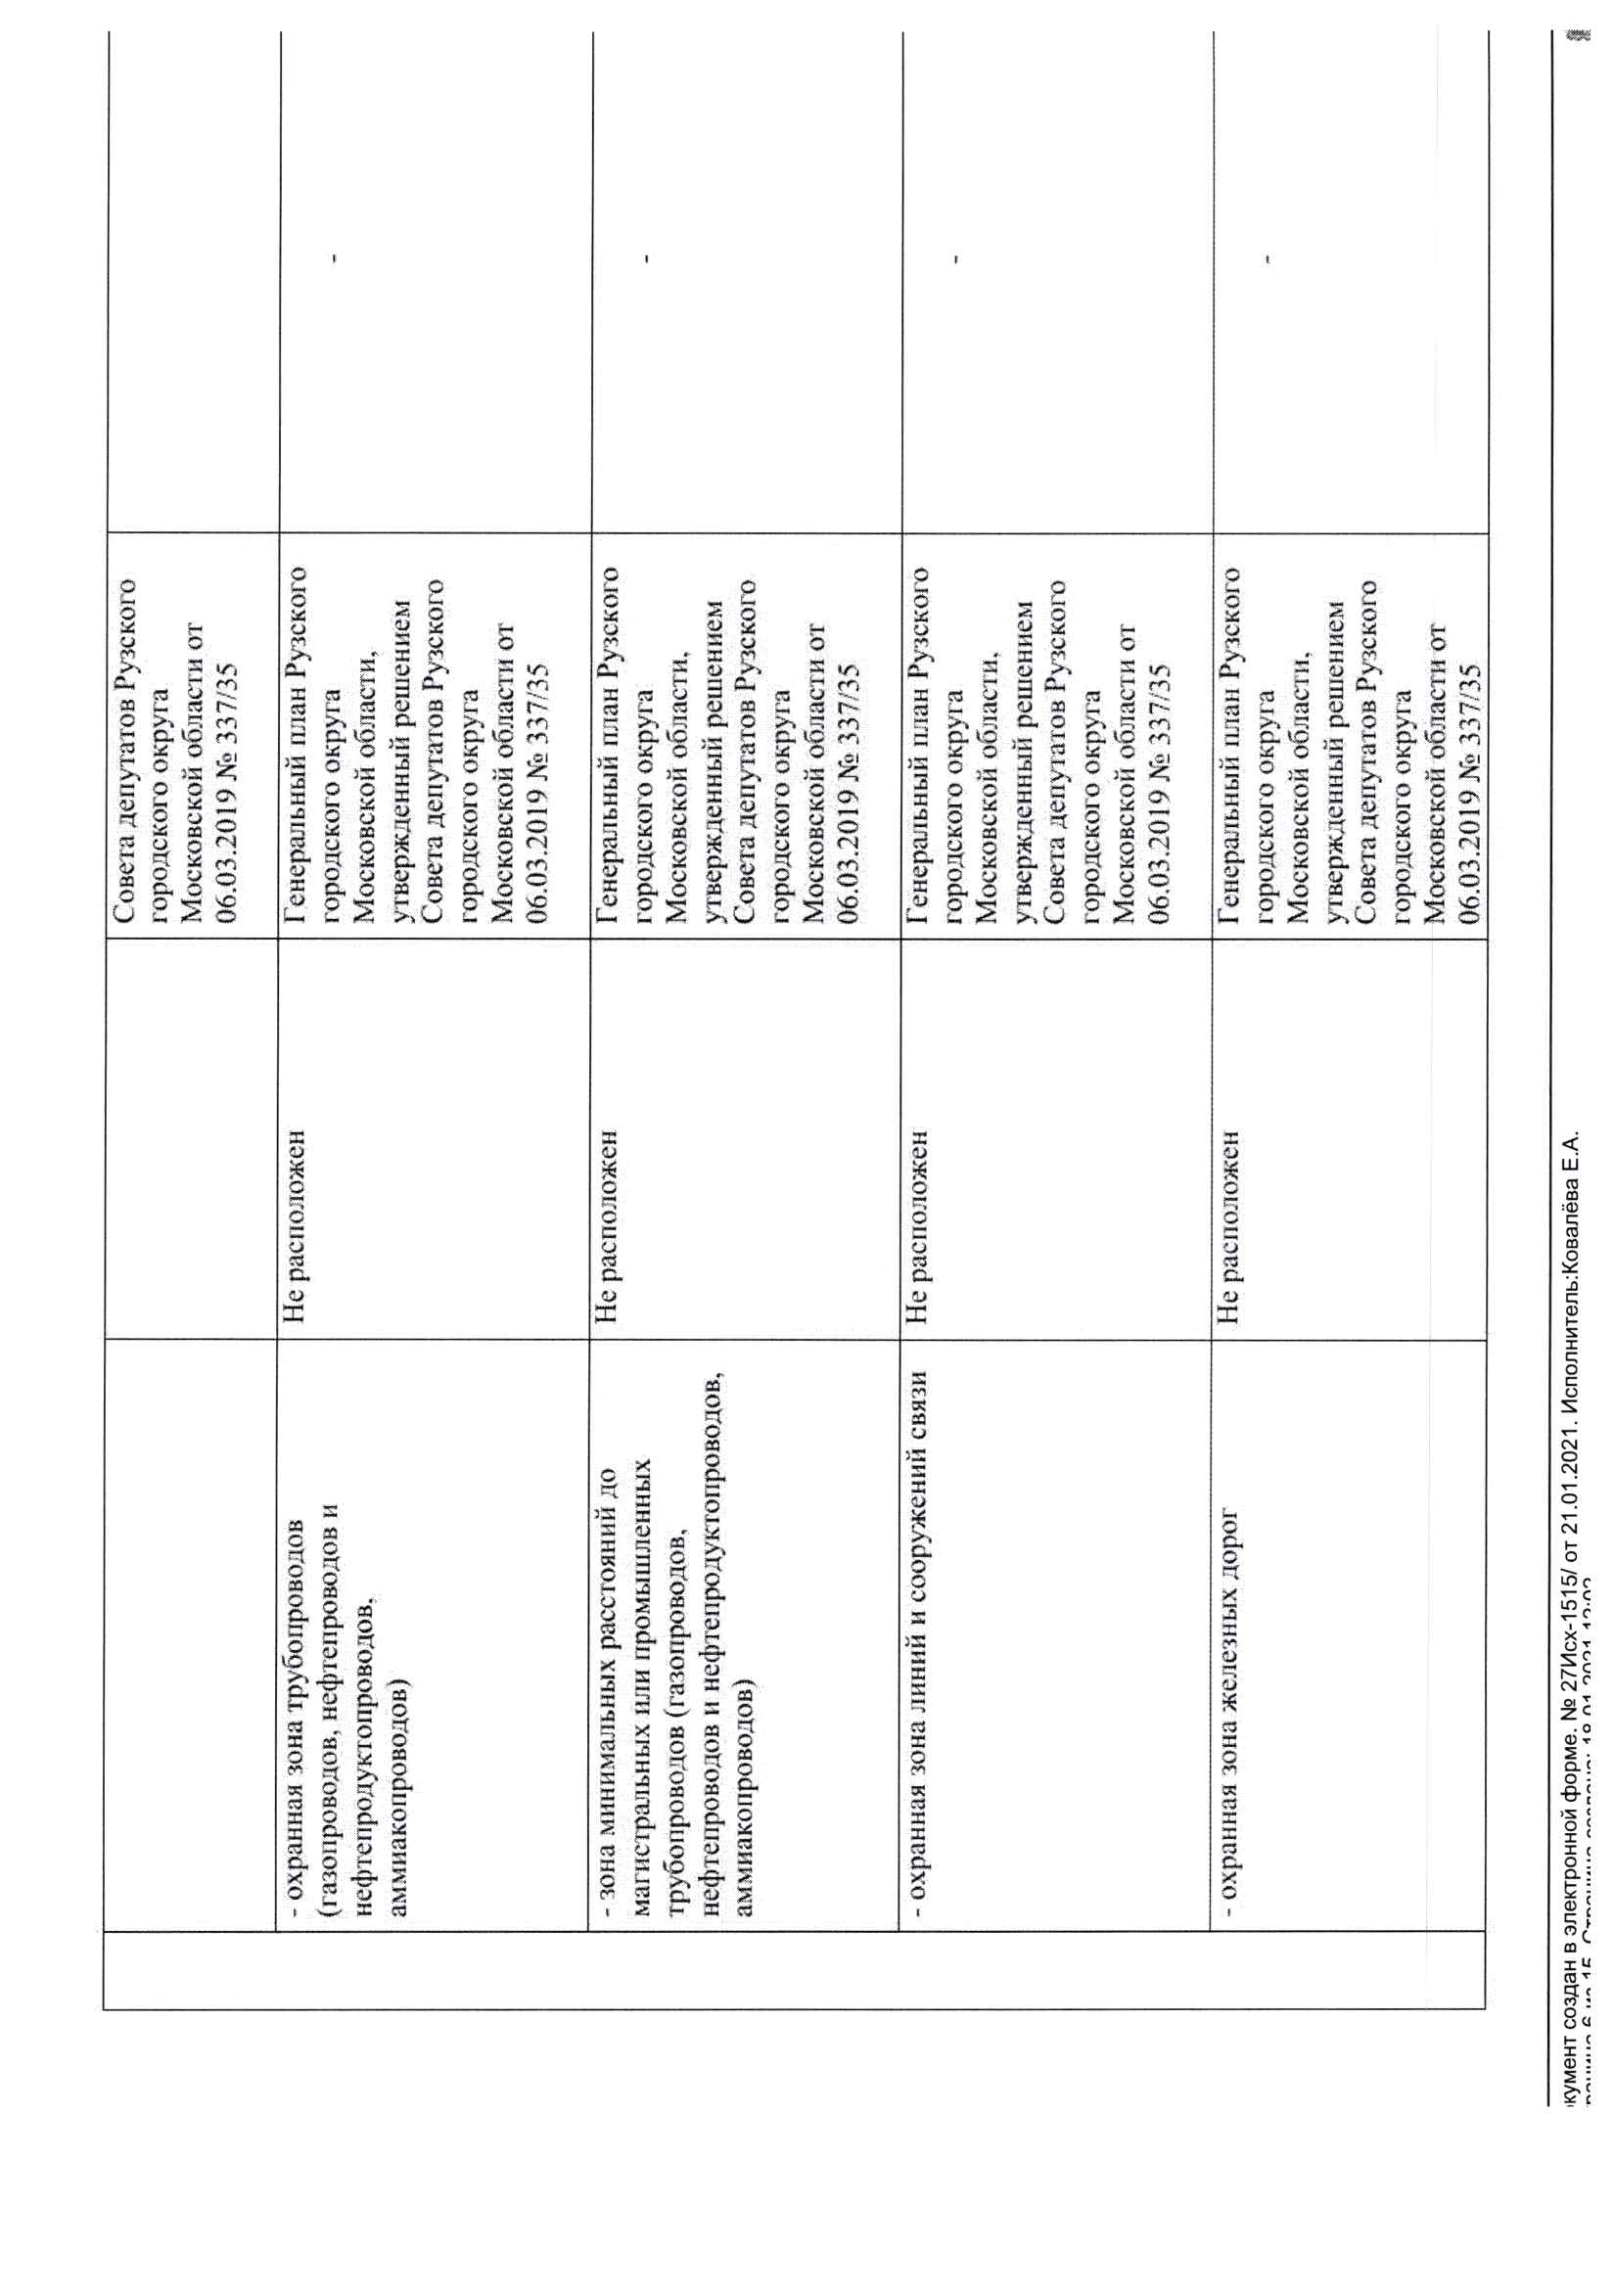 Совета депутатов Рузского
городского округа
Московской области от
06.03.2019 № 337/35
- охранная зона трубопроводов
(газопроводов, нефтепроводов и
нефтепродуктопроводов,
аммиакопроводов)
Не расположен
Генеральный план Рузского
городского округа
Московской области,
утвержденный решением
Совета депутатов Рузского
городского округа
Московской области от
06.03.2019 № 337/35
-
- зона минимальных расстояний до
магистральных или промышленных
трубопроводов (газопроводов,
нефтепроводов и нефтепродуктопроводов,
аммиакопроводов)
Не расположен
Генеральный план Рузского
городского округа
Московской области,
утвержденный решением
Совета депутатов Рузского
городского округа
Московской области от
06.03.2019 № 337/35
-
- охранная зона линий и сооружений связи
Не расположен
Генеральный план Рузского
городского округа
Московской области,
утвержденный решением
Совета депутатов Рузского
городского округа
Московской области от
06.03.2019 № 337/35
-
- охранная зона железных дорог
Не расположен
Генеральный план Рузского
городского округа
Московской области,
утвержденный решением
Совета депутатов Рузского
городского округа
Московской области от
06.03.2019 № 337/35
-
кумент создан в электронной форме. № 27Исх-1515/ от 21.01.2021. Исполнитель:Ковалёва Е.А.